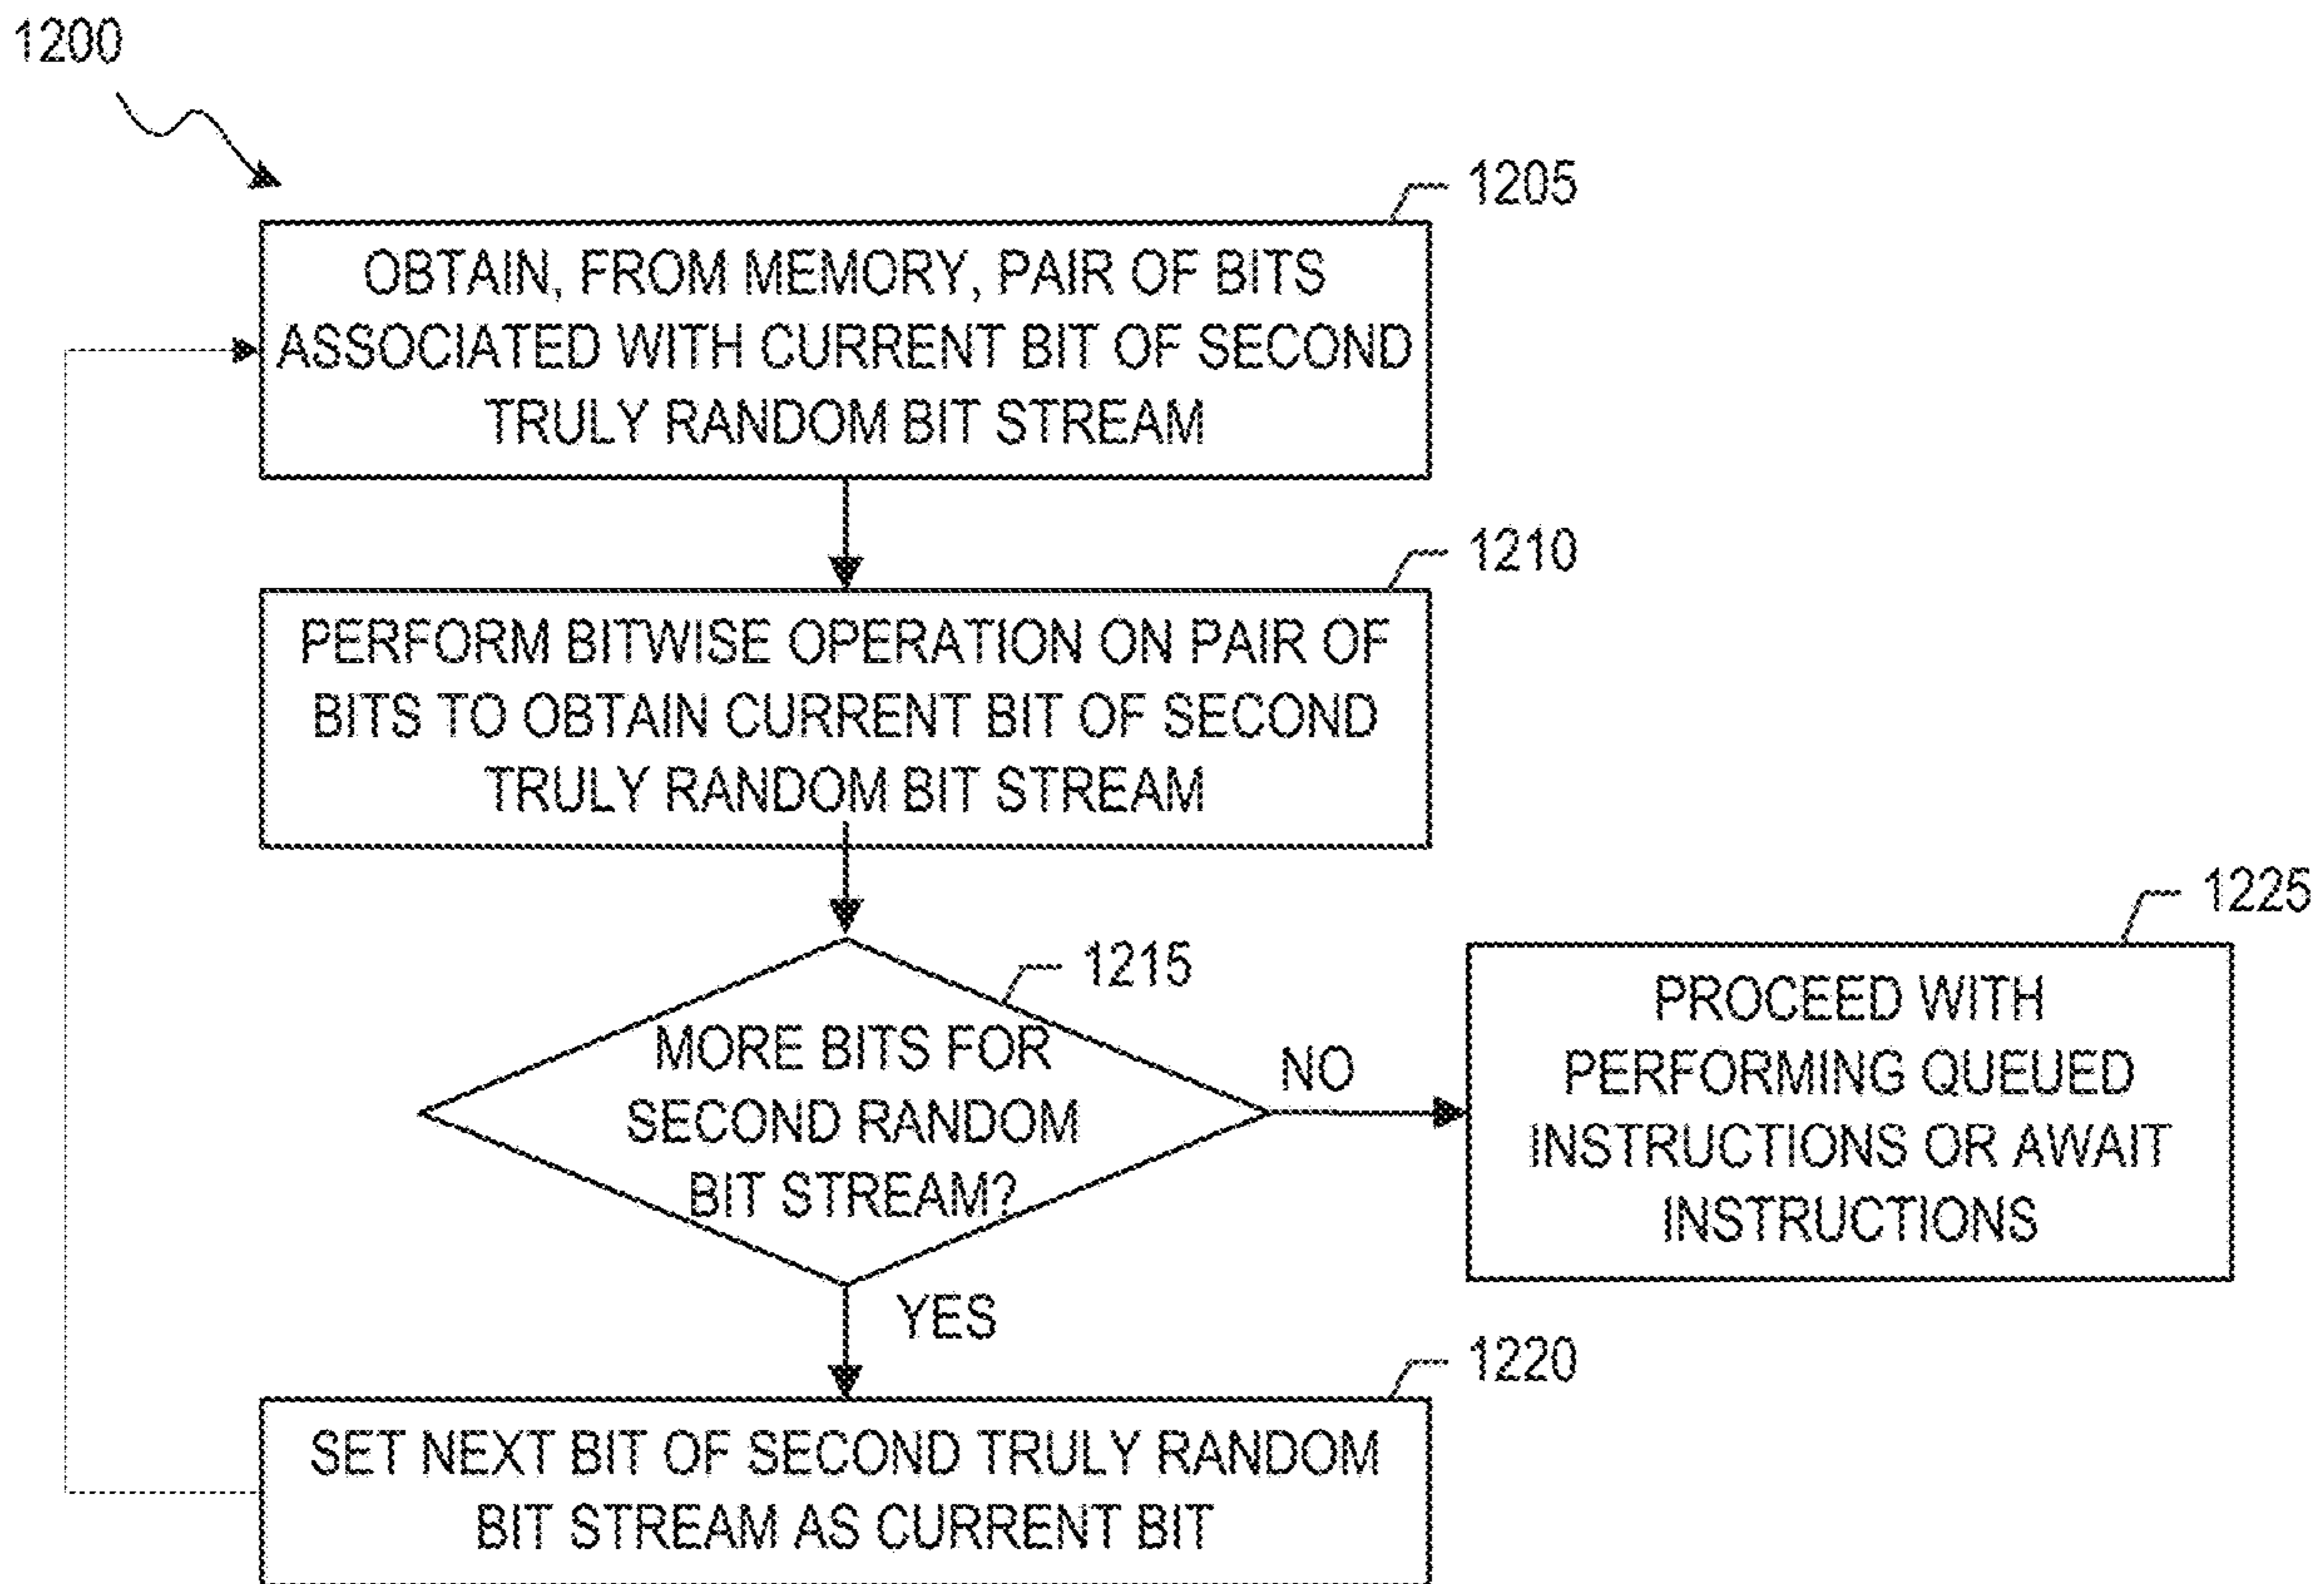 1200
1205
OBTAIN, FROM MEMORY, PAIR OF BITS
ASSOCIATED WITH CURRENT BIT OF SECOND
TRULY RANDOM BIT STREAM
1210
PERFORM BITWISE OPERATION ON PAIR OF
BITS TO OBTAIN CURRENT BIT OF SECOND
TRULY RANDOM BIT STREAM
1215
MORE BITS FOR
SECOND RANDOM
BIT STREAM?
NO
1225
PROCEED WITH
PERFORMING QUEUED
INSTRUCTIONS OR AWAIT
INSTRUCTIONS
YES
1220
SET NEXT BIT OF SECOND TRULY RANDOM
BIT STREAM AS CURRENT BIT